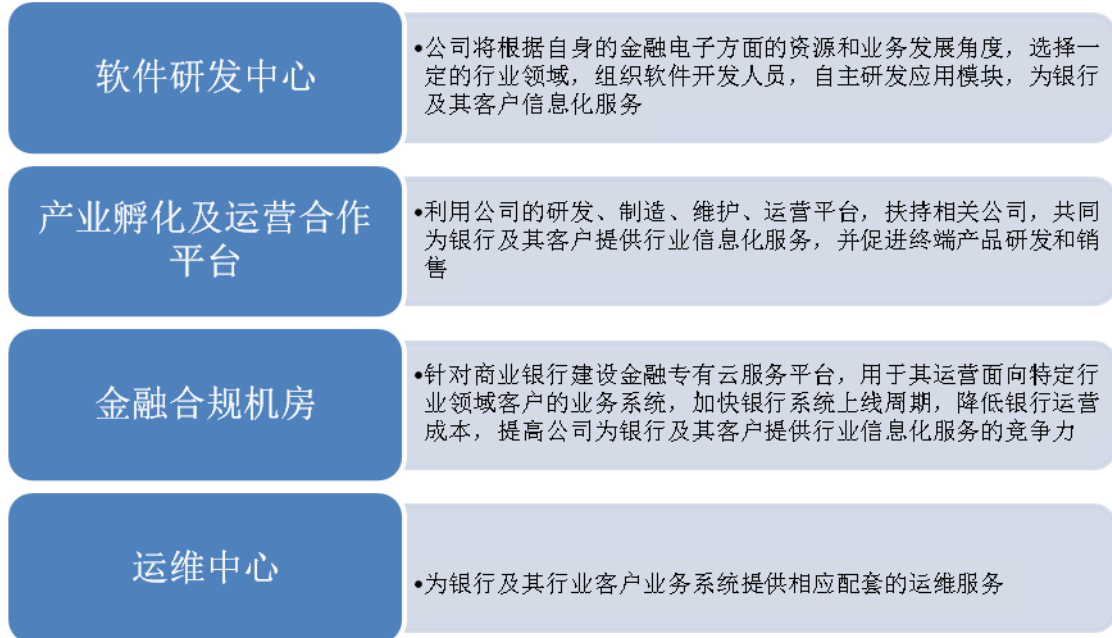 软件研发中心
•公司将根据自身的金融电子方面的资源和业务发展角度，选择一
定的行业领域，组织软件开发人员，自主研发应用模块，为银行
及其客户信息化服务
产业孵化及运营合作
平台
•利用公司的研发、制造、维护、运营平台，扶持相关公司，共同
为银行及其客户提供行业信息化服务，并促进终端产品研发和销
售
金融合规机房
•针对商业银行建设金融专有云服务平台，用于其运营面向特定行
业领域客户的业务系统，加快银行系统上线周期，降低银行运营
成本，提高公司为银行及其客户提供行业信息化服务的竞争力
运维中心
•为银行及其行业客户业务系统提供相应配套的运维服务